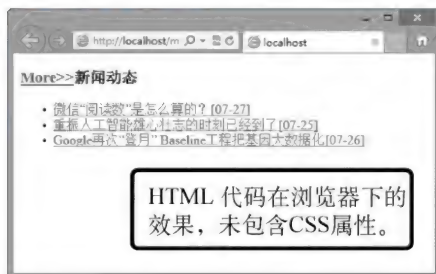 http://localhost/m
localhost
More>>新闻动态
• 微信“阅读数”是怎么算的？[07-27]
• 重振人工智能雄心壮志的时刻已经到了[07-25]
• Google再次“登月” Baseline工程把基因大数据化[07-26]
HTML 代码在浏览器下的
效果，未包含CSS属性。